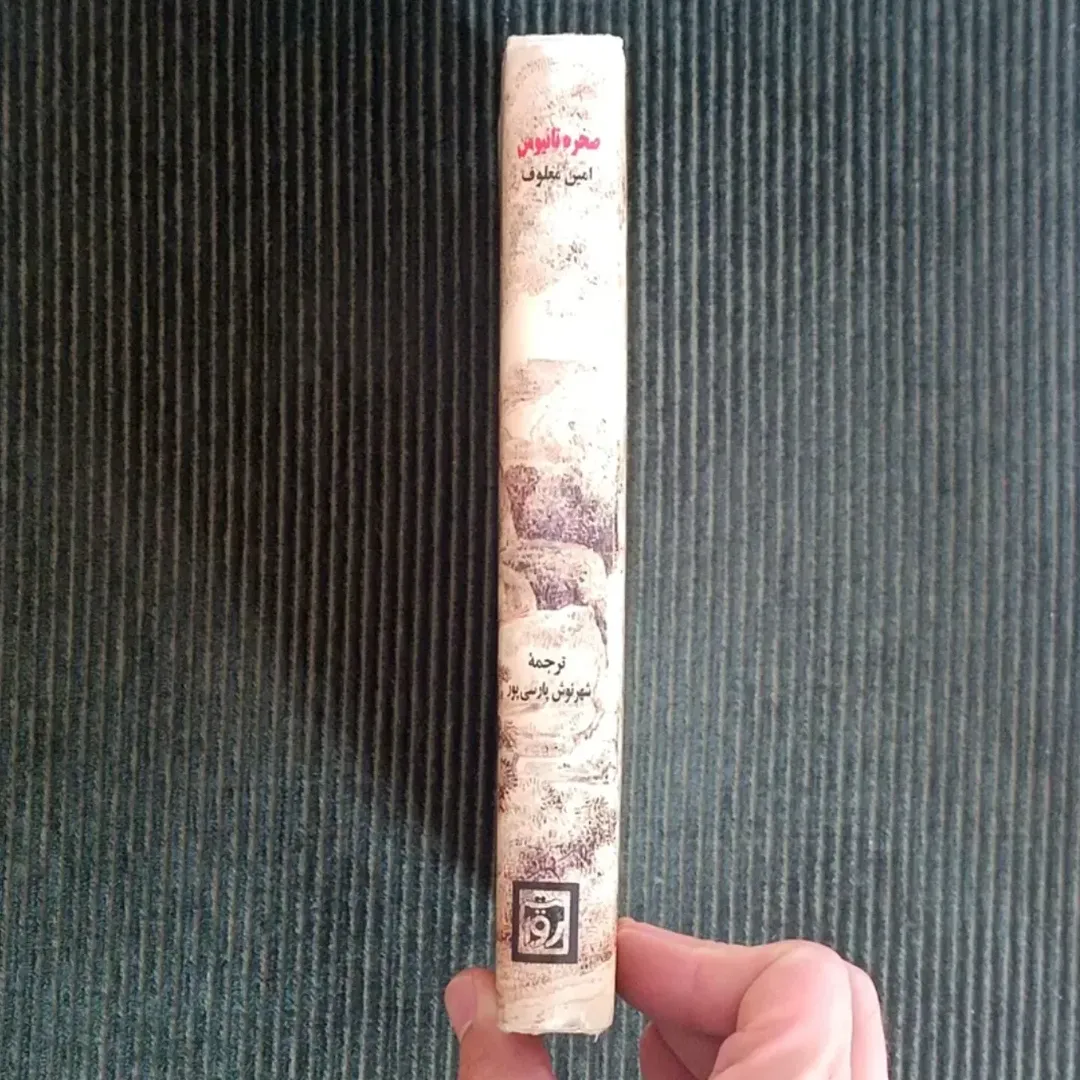 صخره تانیوس
امین معلوف
ترجمهٔ
شهرنوش پارسی‌پور